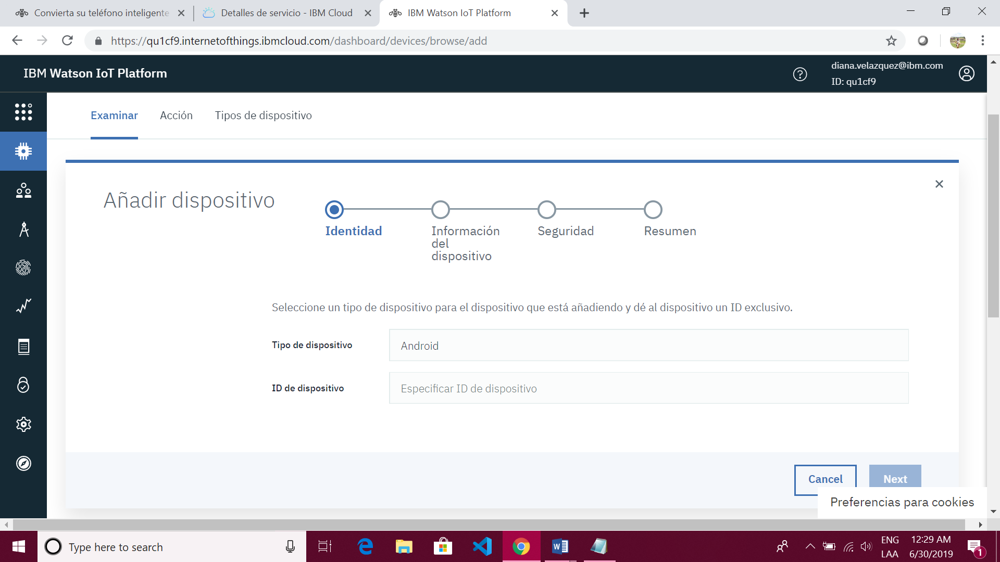 Convierta su teléfono inteligente
Detalles de servicio - IBM Cloud
IBM Watson IoT Platform
https://qu1cf9.internetofthings.ibmcloud.com/dashboard/devices/browse/add
IBM Watson IoT Platform
diana.velazquez@ibm.com
ID: qu1cf9
Examinar
Acción
Tipos de dispositivo
Añadir dispositivo
Identidad
Información
del
dispositivo
Seguridad
Resumen
Seleccione un tipo de dispositivo para el dispositivo que está añadiendo y dé al dispositivo un ID exclusivo.
Tipo de dispositivo
Android
ID de dispositivo
Especificar ID de dispositivo
Cancel
Next
Preferencias para cookies
Type here to search
ENG
LAA
12:29 AM
6/30/2019
1